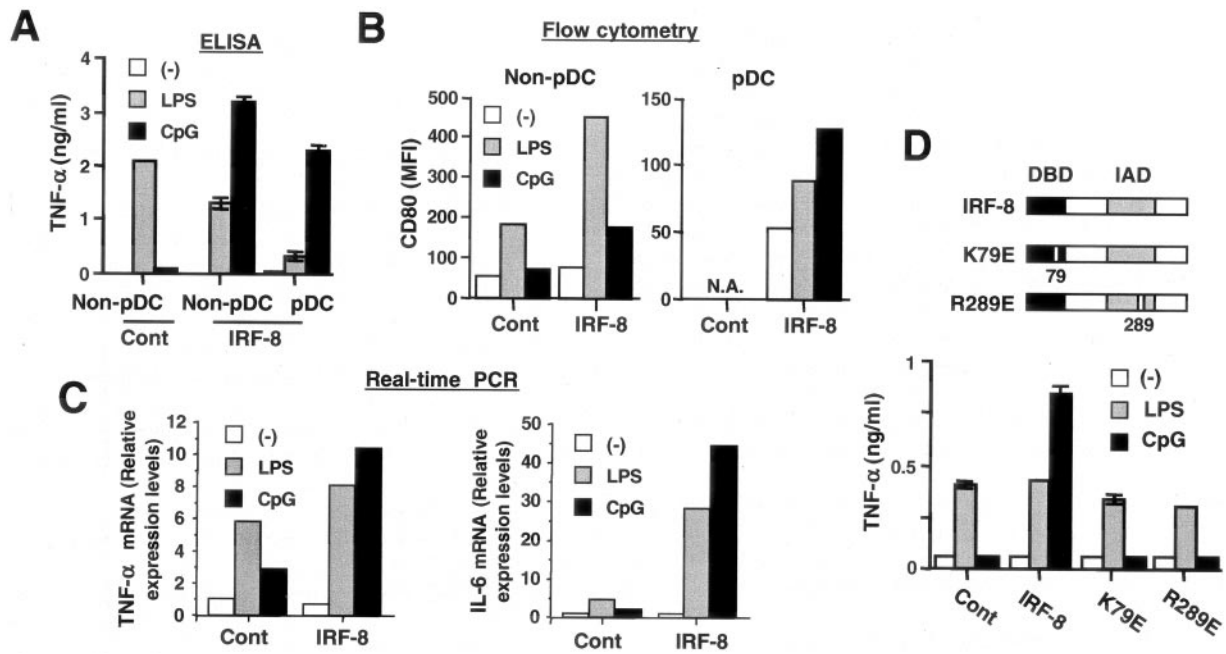 A
ELISA
TNF-α (ng/ml)
4
3
2
1
0
(-)
LPS
CpG
Non-pDC
Non-pDC
pDC
Cont
IRF-8
B
Flow cytometry
Non-pDC
pDC
CD80 (MFI)
500
400
300
200
100
0
(-)
LPS
CpG
Cont
IRF-8
150
100
50
0
N.A.
Cont
IRF-8
C
Real-time PCR
TNF-α mRNA (Relative
expression levels)
12
10
8
6
4
2
0
(-)
LPS
CpG
Cont
IRF-8
IL-6 mRNA (Relative
expression levels)
50
40
30
20
10
0
(-)
LPS
CpG
Cont
IRF-8
D
DBD IAD
IRF-8
K79E
79
R289E
289
TNF-α (ng/ml)
1
0.5
0
(-)
LPS
CpG
Cont
IRF-8
K79E
R289E